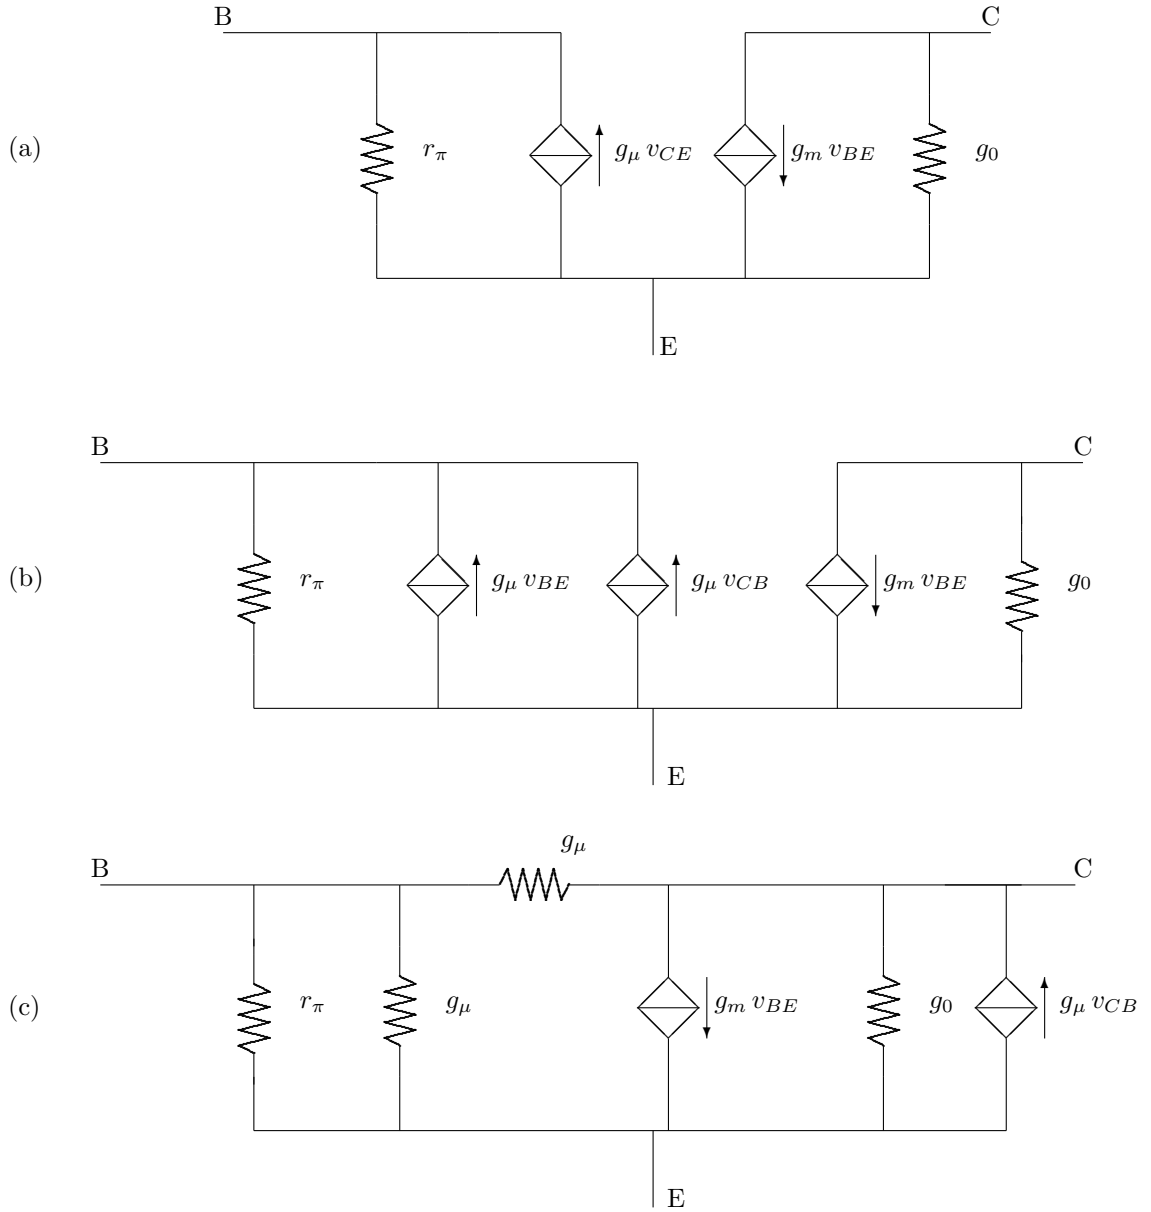 B C
(a) r_π g_μ v_CE g_m v_BE g_0
E
B C
(b) r_π g_μ v_BE g_μ v_CB g_m v_BE g_0
E
g_μ
B C
(c) r_π g_μ g_m v_BE g_0 g_μ v_CB
E